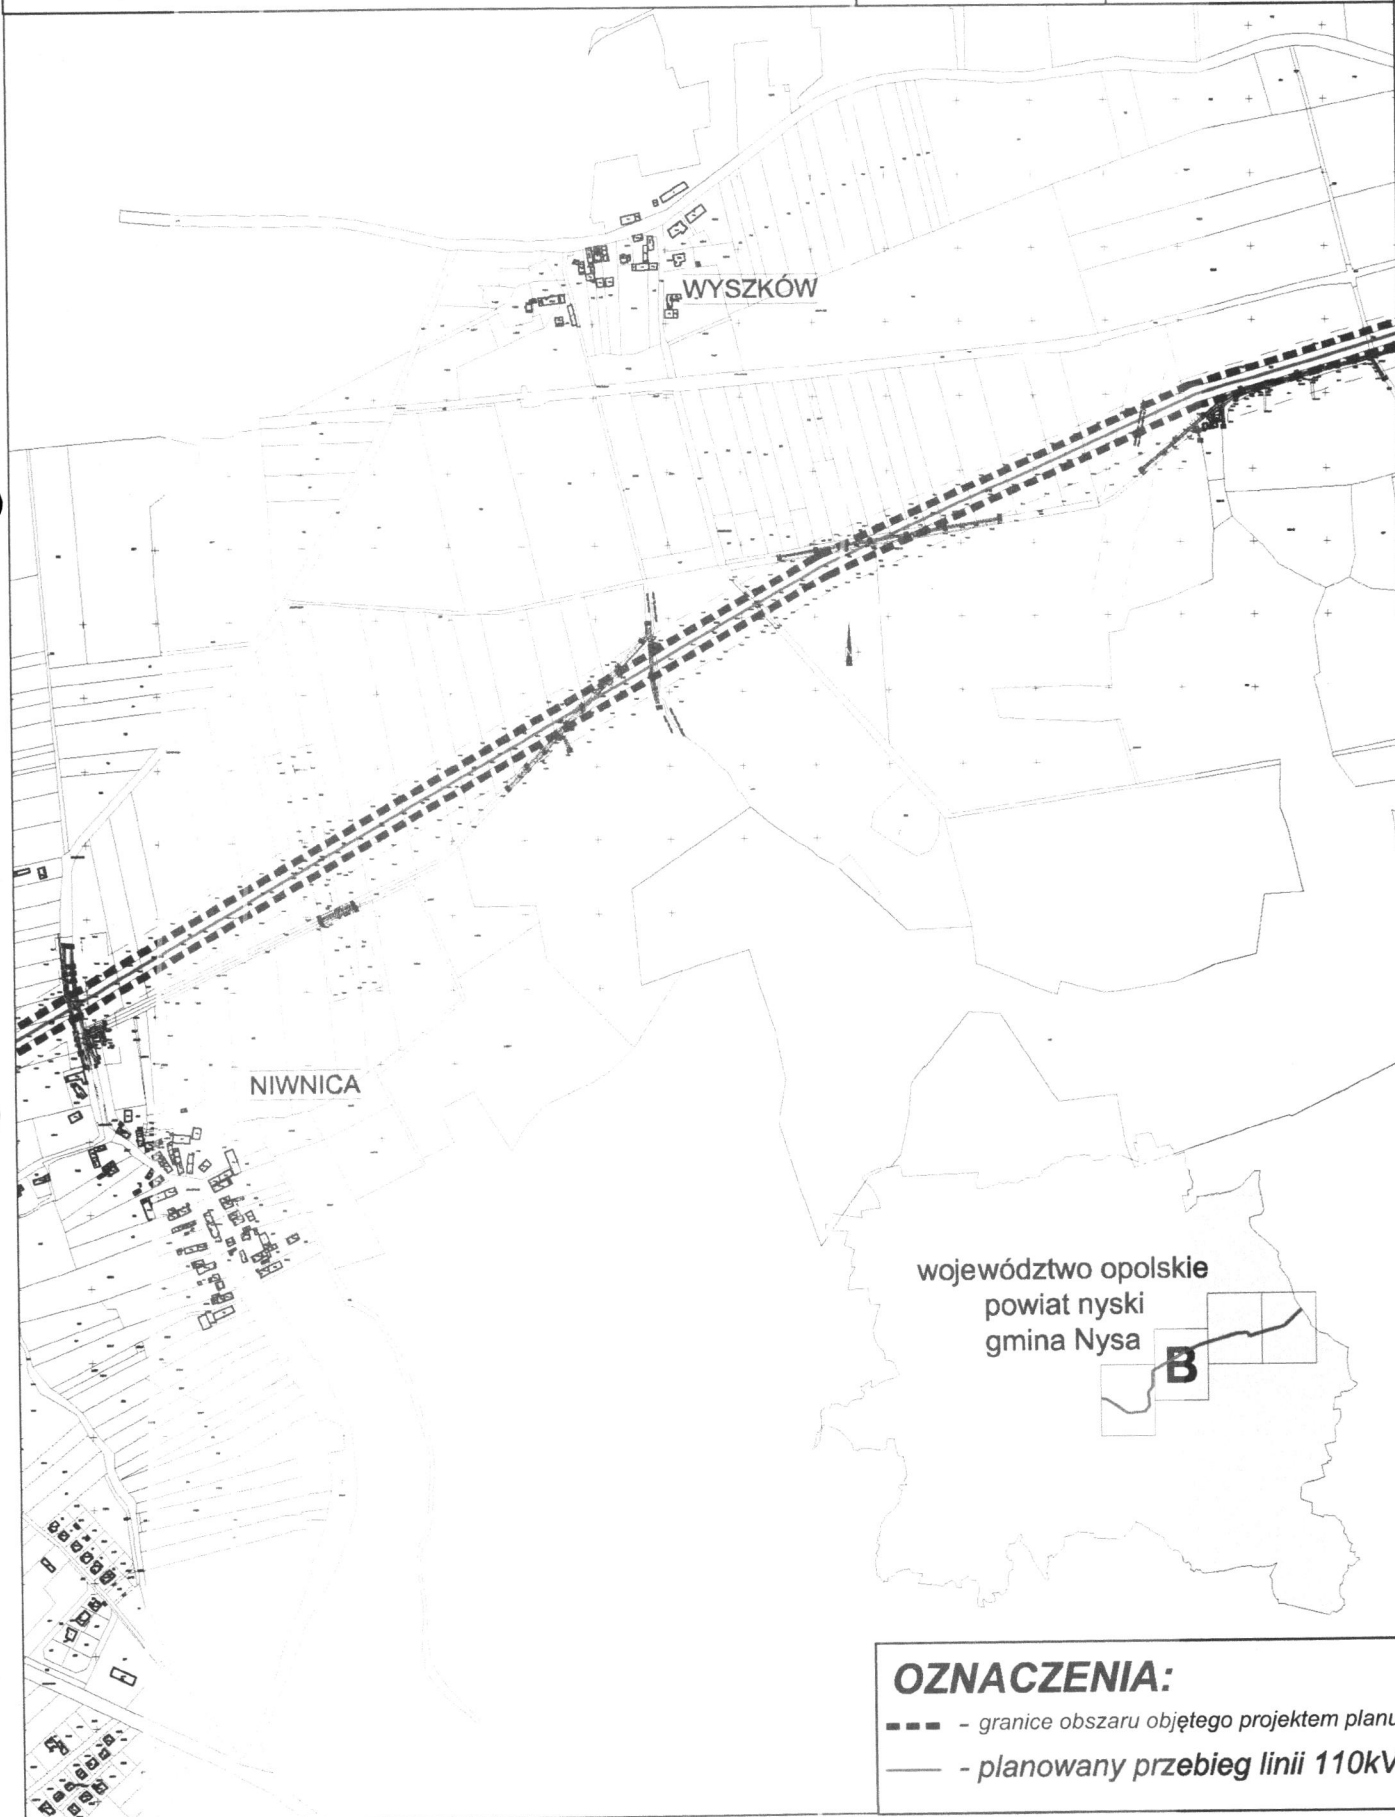 WYSZKÓW
NIWNICA
województwo opolskie
powiat nyski
gmina Nysa
B
OZNACZENIA:
- granice obszaru objętego projektem planu
- planowany przebieg linii 110kV